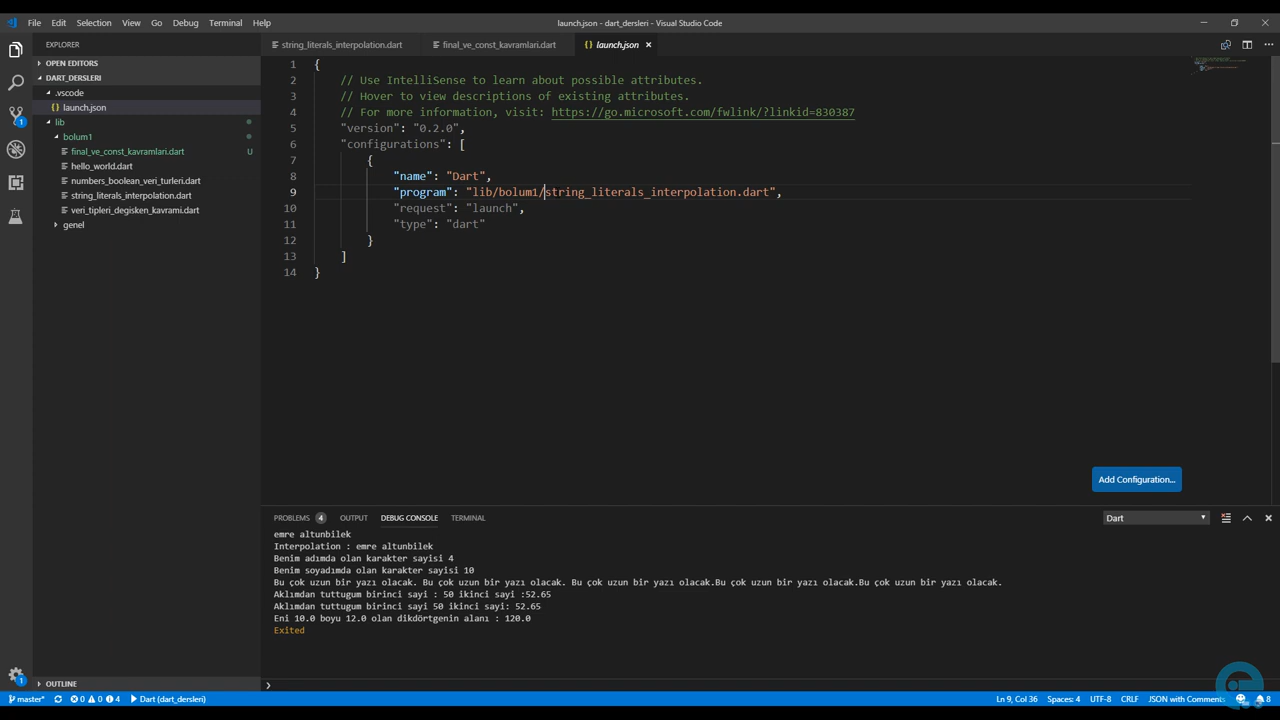 File Edit Selection View Go Debug Terminal Help
launch.json - dart_dersleri - Visual Studio Code
EXPLORER
OPEN EDITORS
DART_DERSLERI
.vscode
{} launch.json
lib
bolum1
final_ve_const_kavramlari.dart U
hello_world.dart
numbers_boolean_veri_turleri.dart
string_literals_interpolation.dart
veri_tipleri_degisken_kavrami.dart
genel
OUTLINE
1
1
string_literals_interpolation.dart
final_ve_const_kavramlari.dart
{} launch.json
1 {
2 // Use IntelliSense to learn about possible attributes.
3 // Hover to view descriptions of existing attributes.
4 // For more information, visit: https://go.microsoft.com/fwlink/?linkid=830387
5 "version": "0.2.0",
6 "configurations": [
7 {
8 "name": "Dart",
9 "program": "lib/bolum1/string_literals_interpolation.dart",
10 "request": "launch",
11 "type": "dart"
12 }
13 ]
14 }
Add Configuration...
PROBLEMS 4 OUTPUT DEBUG CONSOLE TERMINAL
Dart
emre altunbilek
Interpolation : emre altunbilek
Benim adımda olan karakter sayisi 4
Benim soyadımda olan karakter sayisi 10
Bu çok uzun bir yazı olacak. Bu çok uzun bir yazı olacak. Bu çok uzun bir yazı olacak.Bu çok uzun bir yazı olacak.Bu çok uzun bir yazı olacak.
Aklımdan tuttugum birinci sayi : 50 ikinci sayi :52.65
Aklımdan tuttugum birinci sayi 50 ikinci sayi: 52.65
Eni 10.0 boyu 12.0 olan dikdörtgenin alanı : 120.0
Exited
master* 0 0 4 Dart (dart_dersleri)
Ln 9, Col 36 Spaces: 4 UTF-8 CRLF JSON with Comments 8